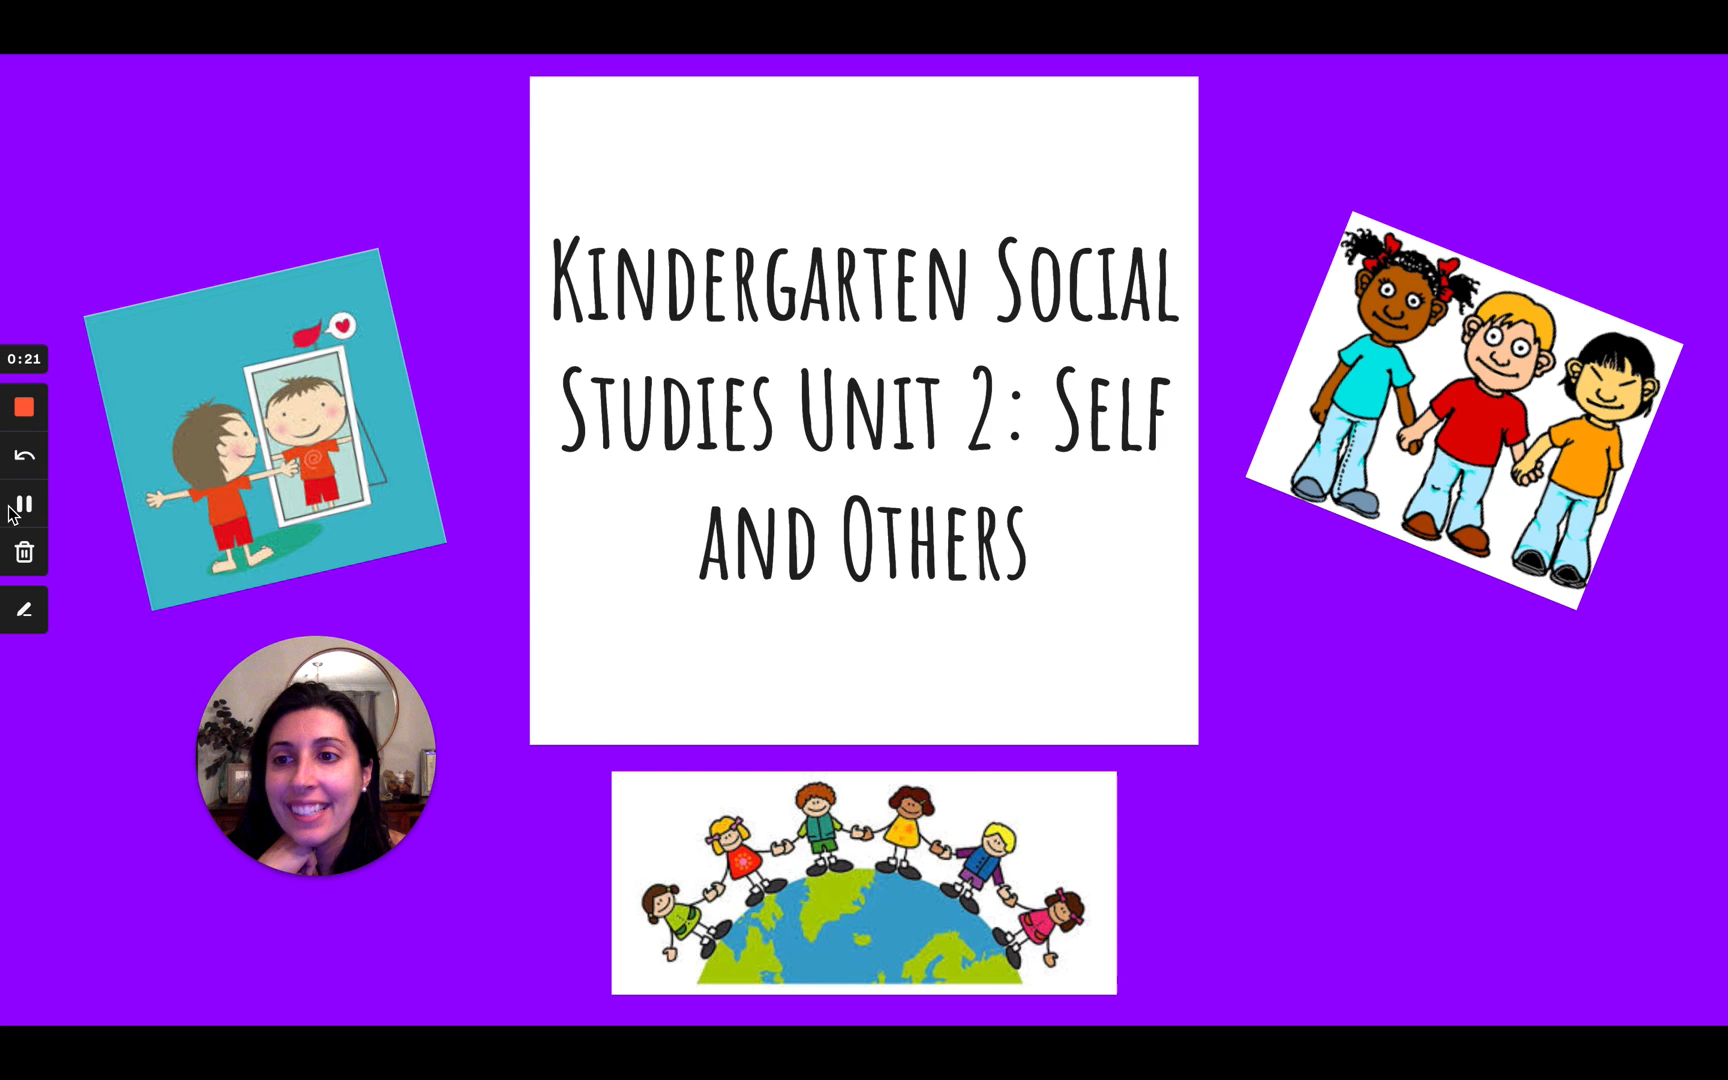 Kindergarten Social
Studies Unit 2: Self
and Others
0:21